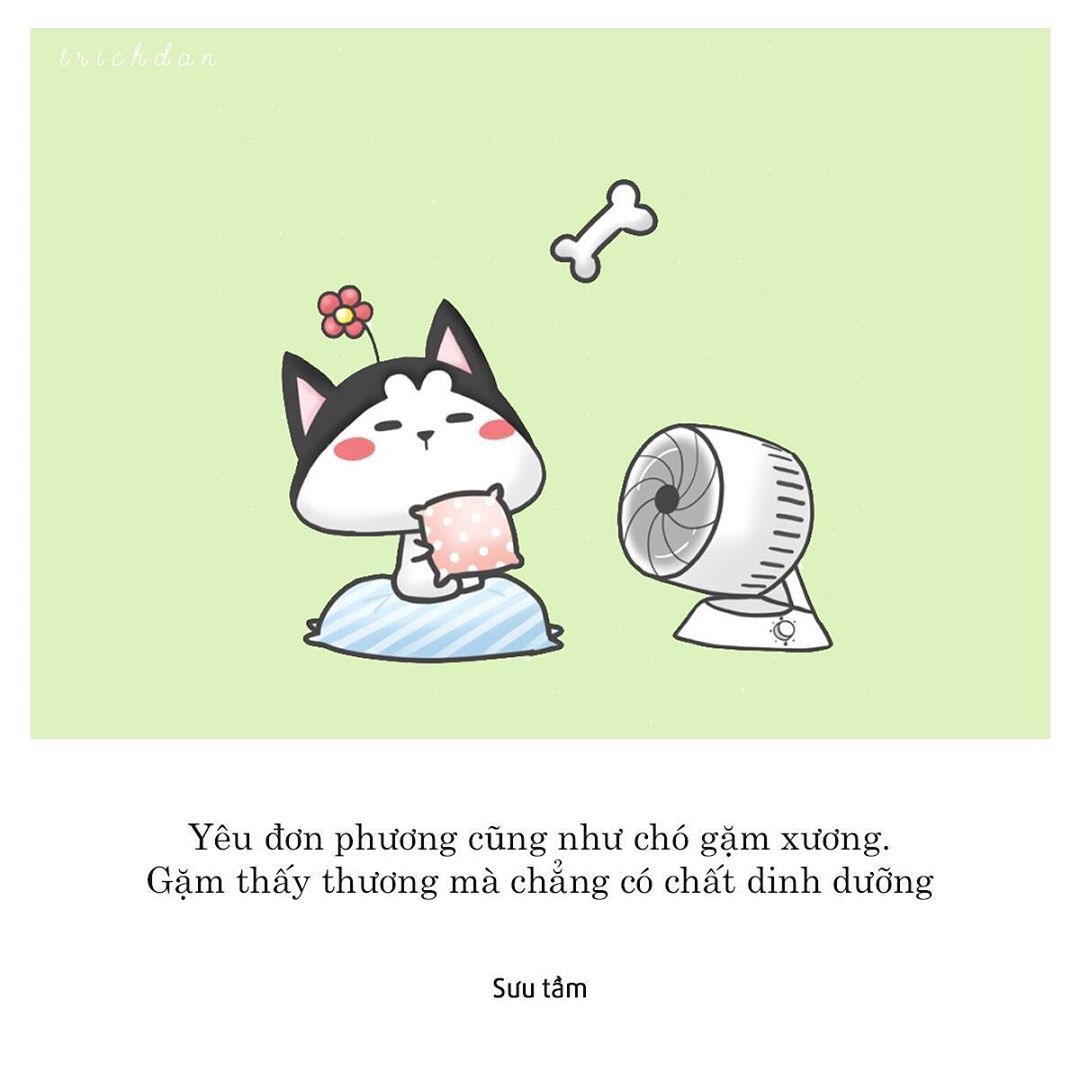 trichdan
Yêu đơn phương cũng như chó gặm xương.
Gặm thấy thương mà chẳng có chất dinh dưỡng
Sưu tầm